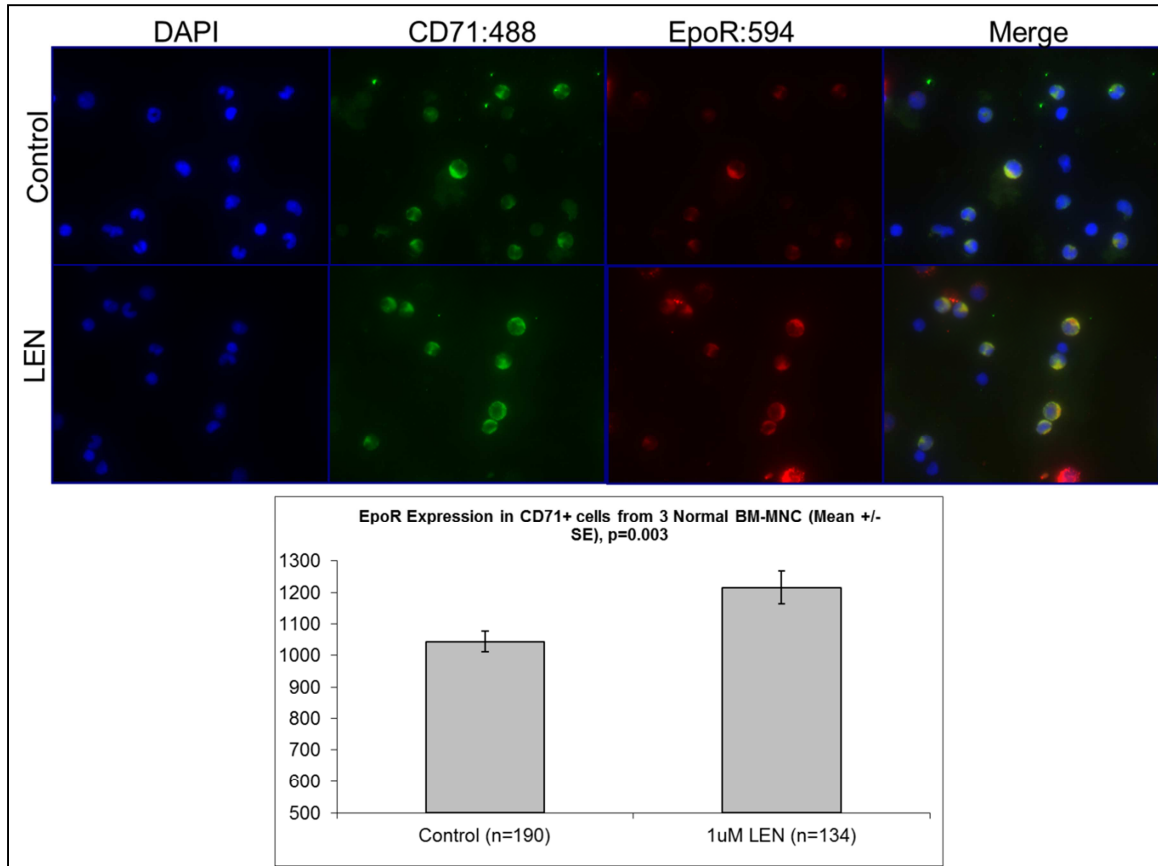 DAPI CD71:488 EpoR:594 Merge
Control
LEN
EpoR Expression in CD71+ cells from 3 Normal BM-MNC (Mean +/-
SE), p=0.003
1300
1200
1100
1000
900
800
700
600
500
Control (n=190) 1uM LEN (n=134)